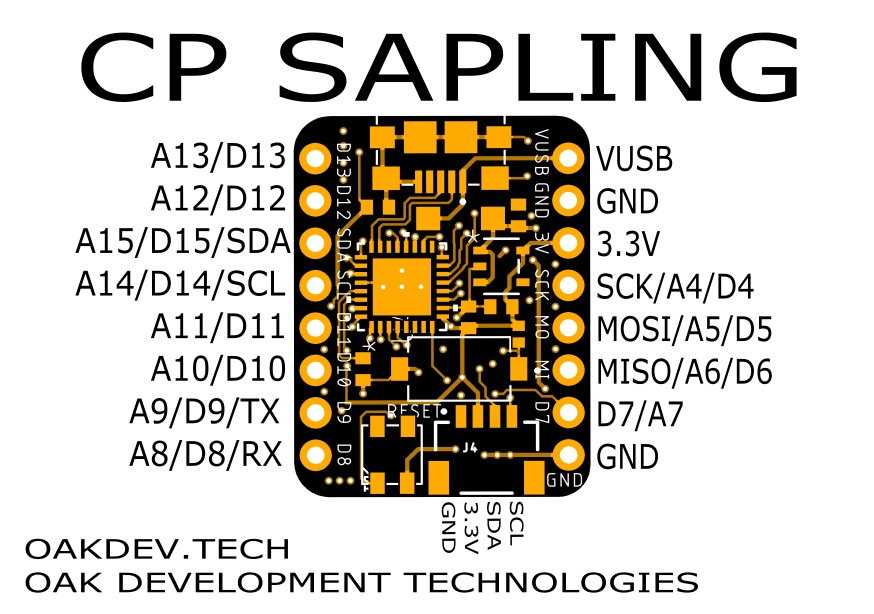 CP SAPLING
A13/D13
A12/D12
A15/D15/SDA
A14/D14/SCL
A11/D11
A10/D10
A9/D9/TX
A8/D8/RX
VUSB
GND
3.3V
SCK/A4/D4
MOSI/A5/D5
MISO/A6/D6
D7/A7
GND
D13
D12
SDA
SCL
D11
D10
D9
D8
VUSB
GND
3V
SCK
MO
MI
D7
GND
RESET
J4
GND
3.3V
SDA
SCL
OAKDEV.TECH
OAK DEVELOPMENT TECHNOLOGIES